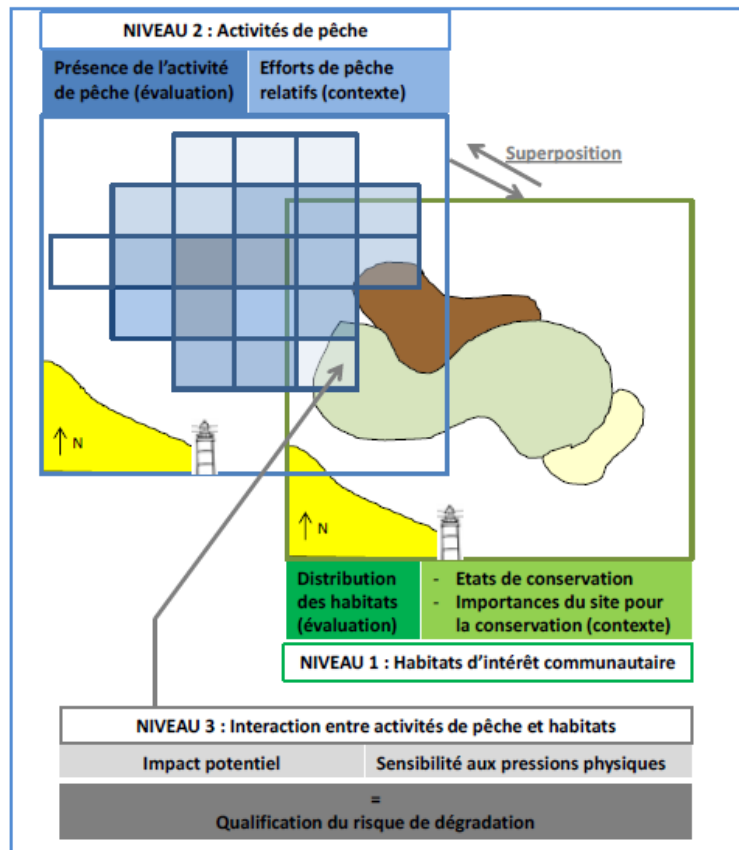 NIVEAU 2 : Activités de pêche
Présence de l'activité
de pêche (évaluation)
Efforts de pêche
relatifs (contexte)
Superposition
N
N
Distribution
des habitats
(évaluation)
- Etats de conservation
- Importances du site pour
la conservation (contexte)
NIVEAU 1 : Habitats d'intérêt communautaire
NIVEAU 3 : Interaction entre activités de pêche et habitats
Impact potentiel
Sensibilité aux pressions physiques
=
Qualification du risque de dégradation